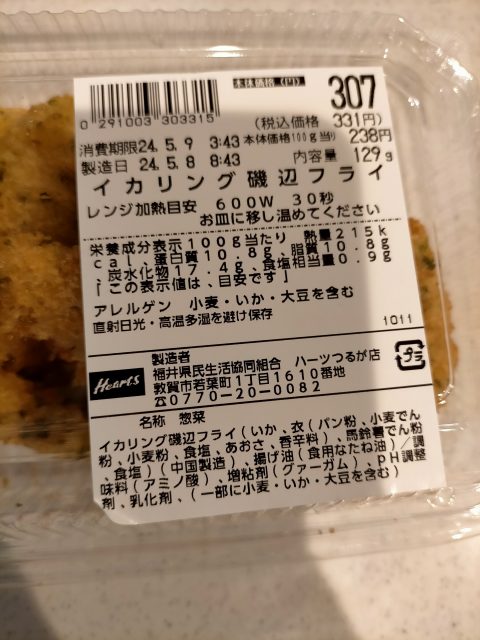 本体価格(円) 307
0 291003 303315
(税込価格 331円)
消費期限24.5.9 3:43 本体価格100g当り 238円
製造日 24.5.8 8:43 内容量 129g
イカリング磯辺フライ
レンジ加熱目安 600W 30秒
お皿に移し温めてください
栄養成分表示100g当たり 熱量215k
cal、蛋白質10.8g、脂質10.8g
、炭水化物17.4g、食塩相当量0.9g
[この表示値は、目安です]
アレルゲン 小麦・いか・大豆を含む
直射日光・高温多湿を避け保存
1011
製造者
福井県民生活協同組合 ハーツつるが店
敦賀市若葉町1丁目1610番地
☎0770-20-0082
Hearts
プラ
名称 惣菜
イカリング磯辺フライ(いか、衣(パン粉、小麦でん
粉、小麦粉、食塩、あおさ、香辛料)、馬鈴薯でん粉
、食塩)(中国製造)、揚げ油(食用なたね油)/調
味料(アミノ酸)、増粘剤(グァーガム)、pH調整
剤、乳化剤、(一部に小麦・いか・大豆を含む)